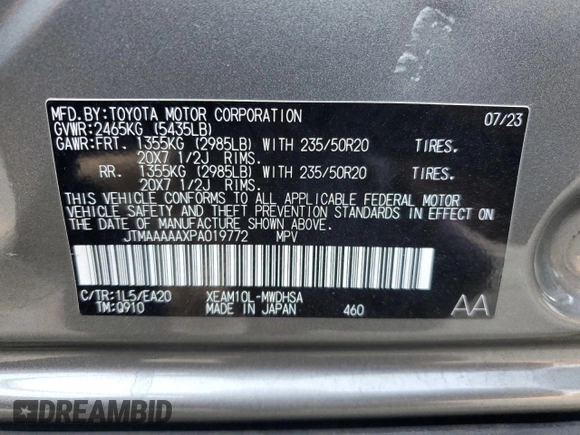 MFD.BY:TOYOTA MOTOR CORPORATION 07/23
GVWR:2465KG (5435LB)
GAWR:FRT. 1355KG (2985LB) WITH 235/50R20 TIRES.
20X7 1/2J RIMS.
RR. 1355KG (2985LB) WITH 235/50R20 TIRES.
20X7 1/2J RIMS.
THIS VEHICLE CONFORMS TO ALL APPLICABLE FEDERAL MOTOR
VEHICLE SAFETY AND THEFT PREVENTION STANDARDS IN EFFECT ON
THE DATE OF MANUFACTURE SHOWN ABOVE.
JTMAAAAAXPA019772 MPV
C/TR:1L5/EA20 XEAM10L-MWDHSA
TM:Q910 MADE IN JAPAN 460 AA
DREAMBID